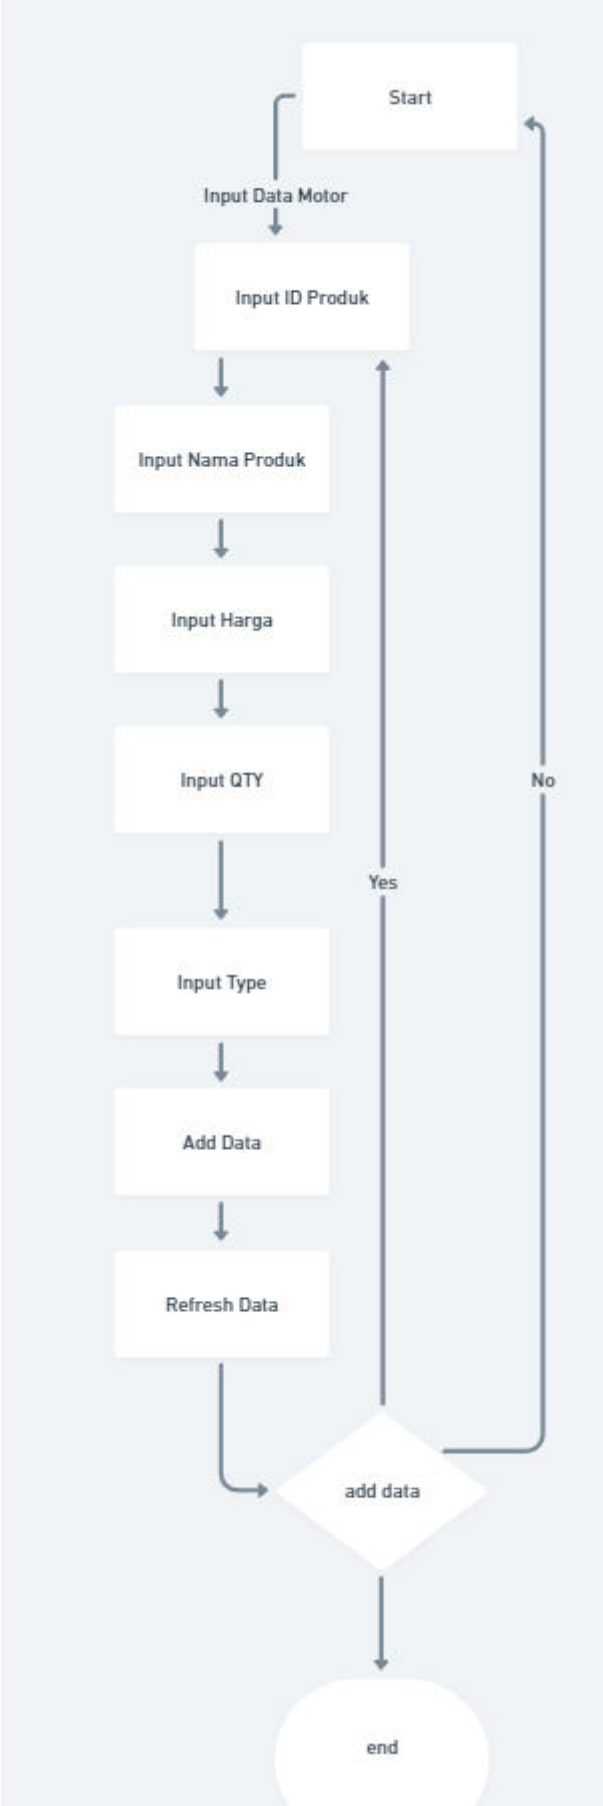 Start
Input Data Motor
Input ID Produk
Input Nama Produk
Input Harga
Input QTY
No
Yes
Input Type
Add Data
Refresh Data
add data
end